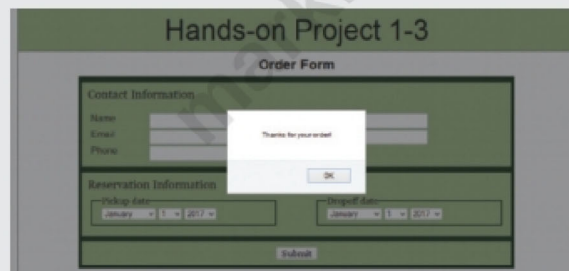 Hands-on Project 1-3
Order Form
Contact Information
Name
Email
Phone
Thanks for your order!
OK
Reservation Information
Pickup date
Dropoff date
January 1 2017
January 1 2017
Submit